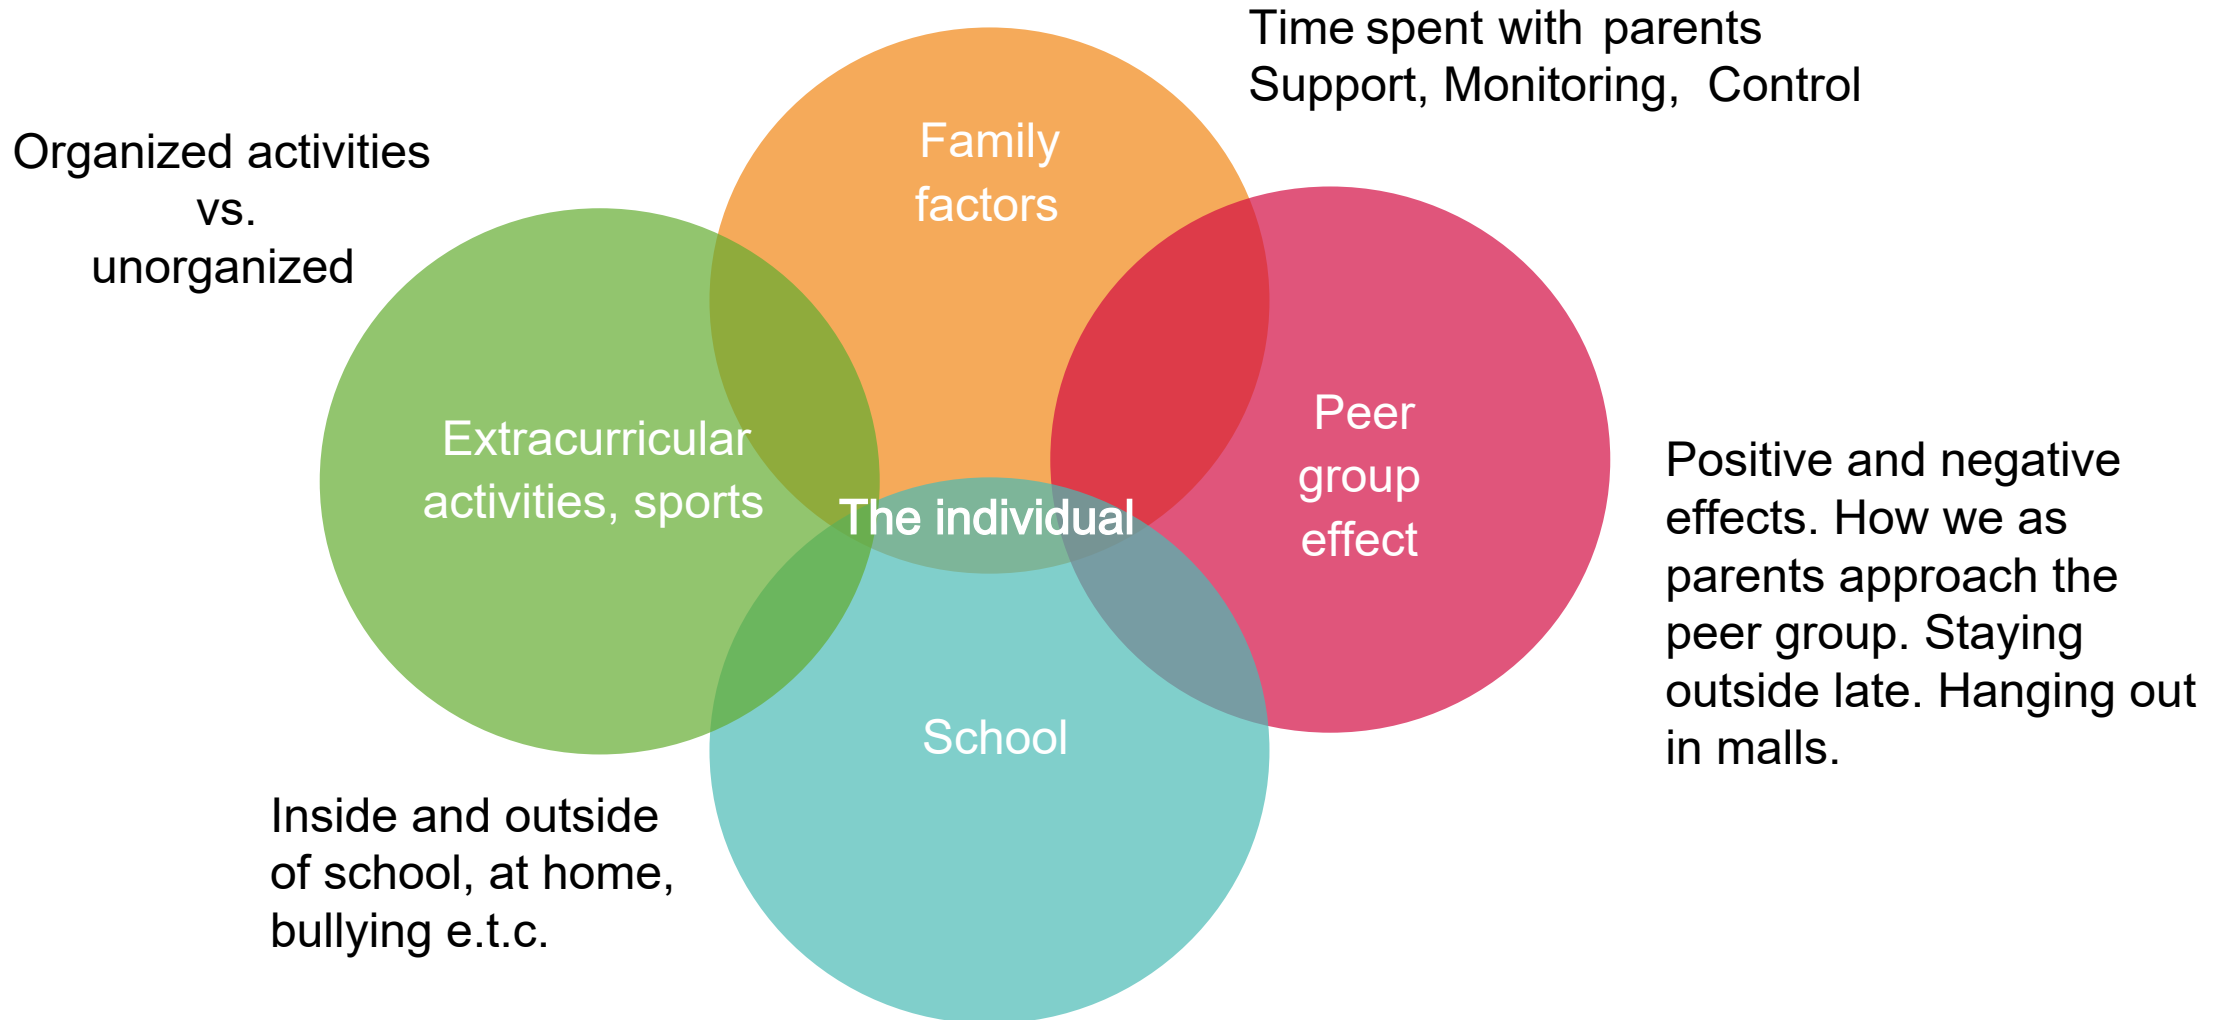 Time spent with parents
Support, Monitoring, Control
Organized activities
vs.
unorganized
Family
factors
Extracurricular
activities, sports
The individual
Peer
group
effect
Positive and negative
effects. How we as
parents approach the
peer group. Staying
outside late. Hanging out
in malls.
School
Inside and outside
of school, at home,
bullying e.t.c.